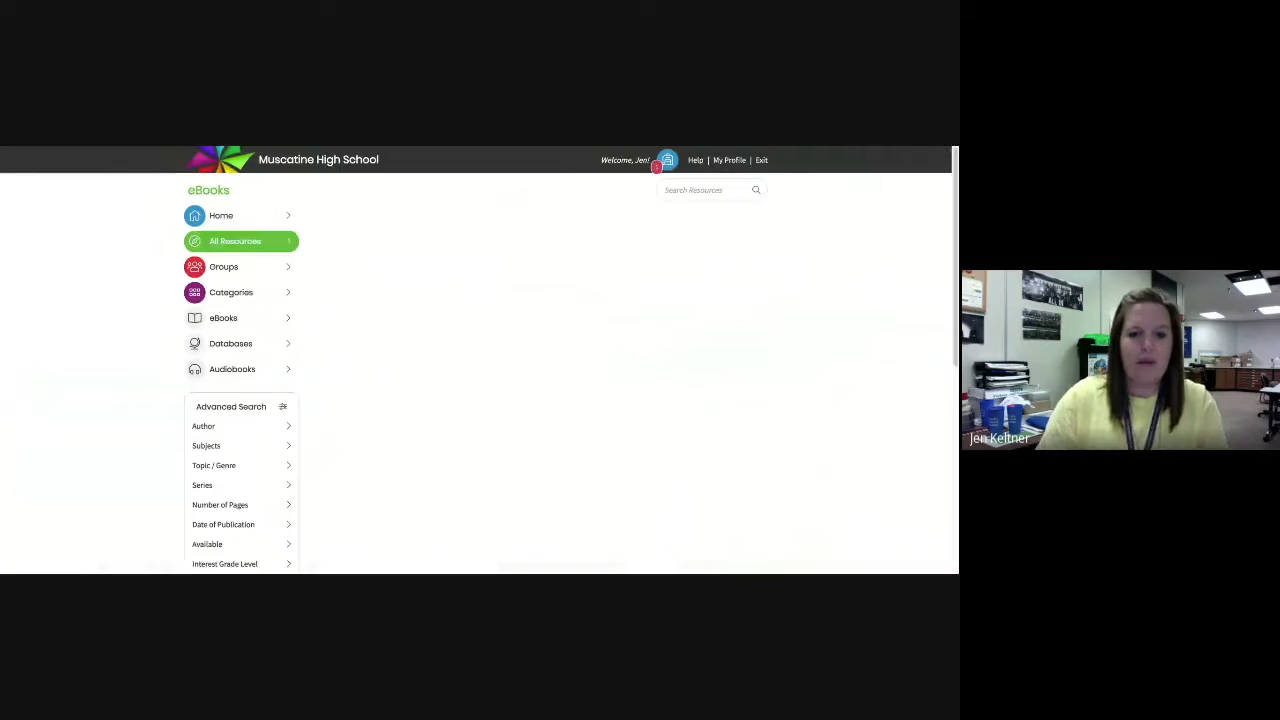 Muscatine High School
Welcome, Jen!
Help | My Profile | Exit
eBooks
Search Resources
Home
All Resources
Groups
Categories
eBooks
Databases
Audiobooks
Advanced Search
Author
Subjects
Topic / Genre
Series
Number of Pages
Date of Publication
Available
Interest Grade Level
Jen Keltner